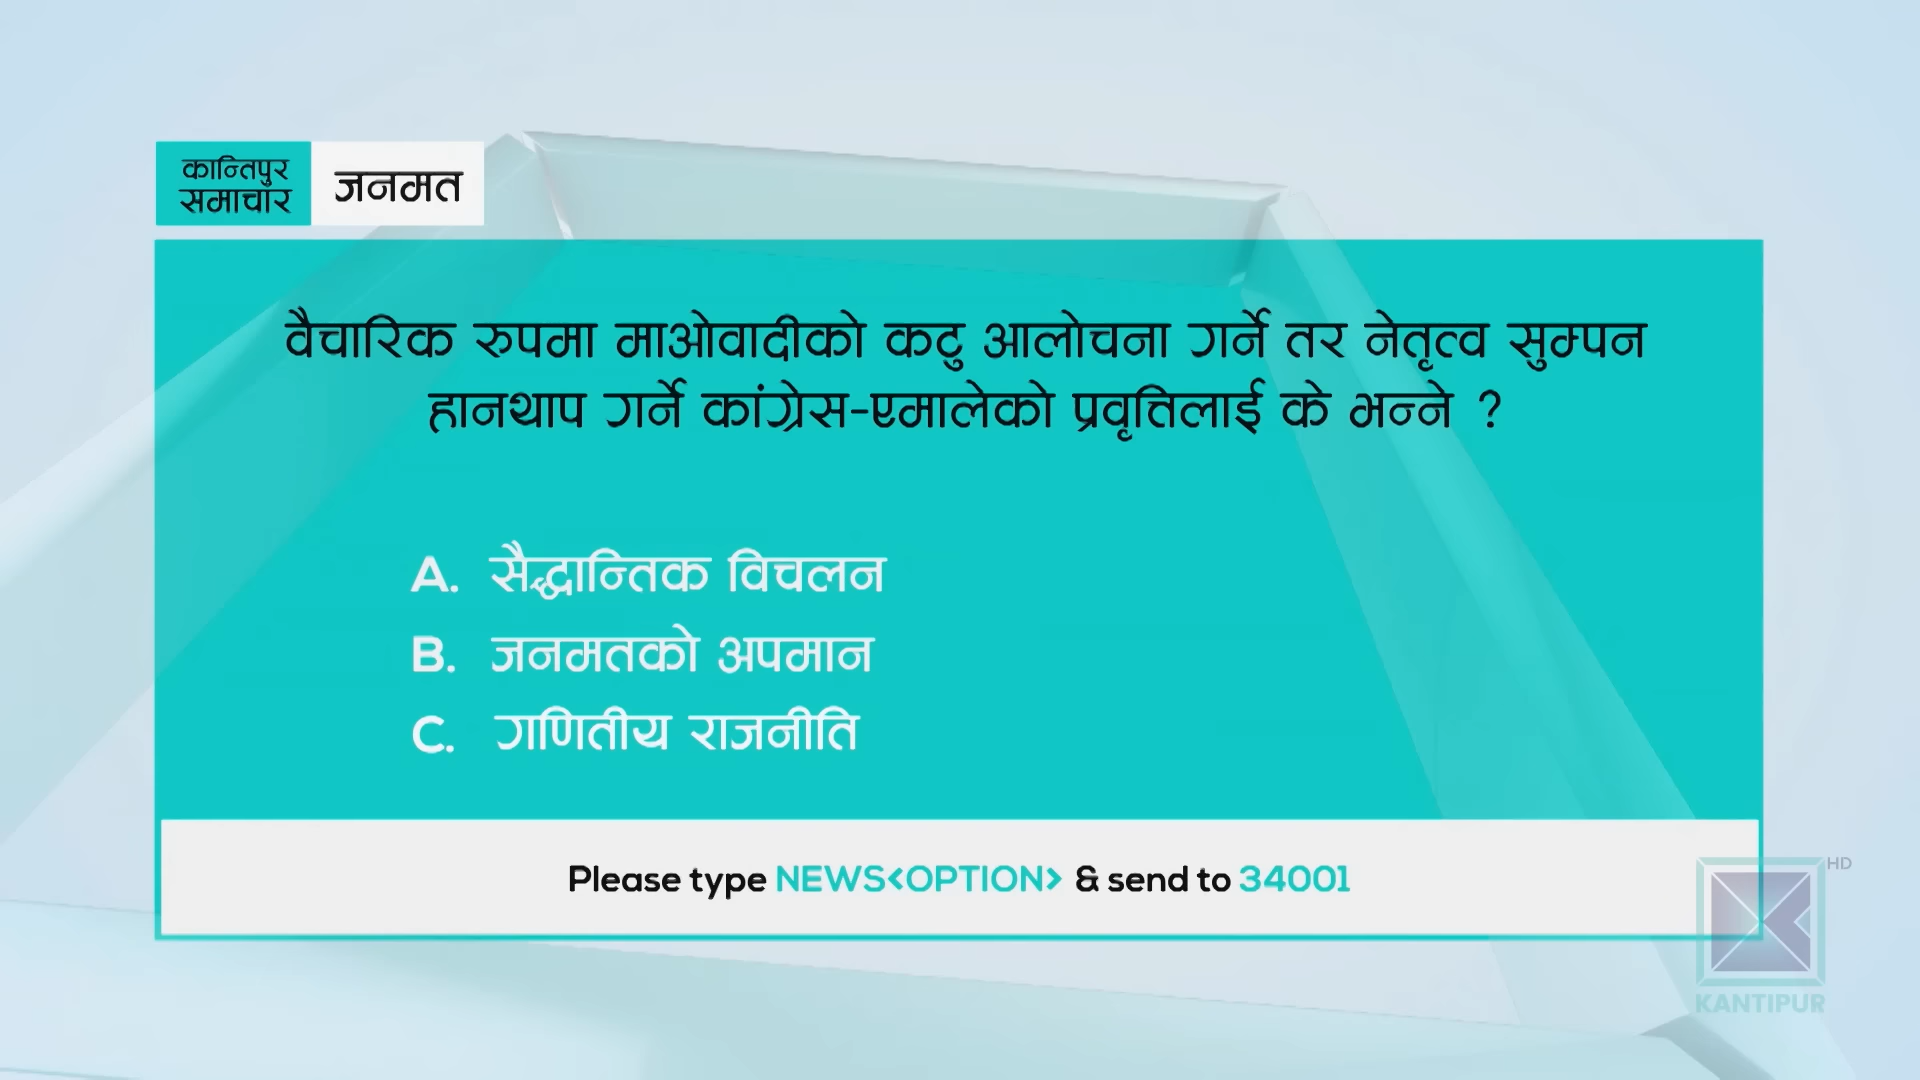 कान्तिपुर
समाचार
जनमत
वैचारिक रुपमा माओवादीको कटु आलोचना गर्ने तर नेतृत्व सुम्पन
हानथाप गर्ने कांग्रेस-एमालेको प्रवृत्तिलाई के भन्ने ?
A. सैद्धान्तिक विचलन
B. जनमतको अपमान
C. गणितीय राजनीति
Please type NEWS<OPTION> & send to 34001
HD
KANTIPUR